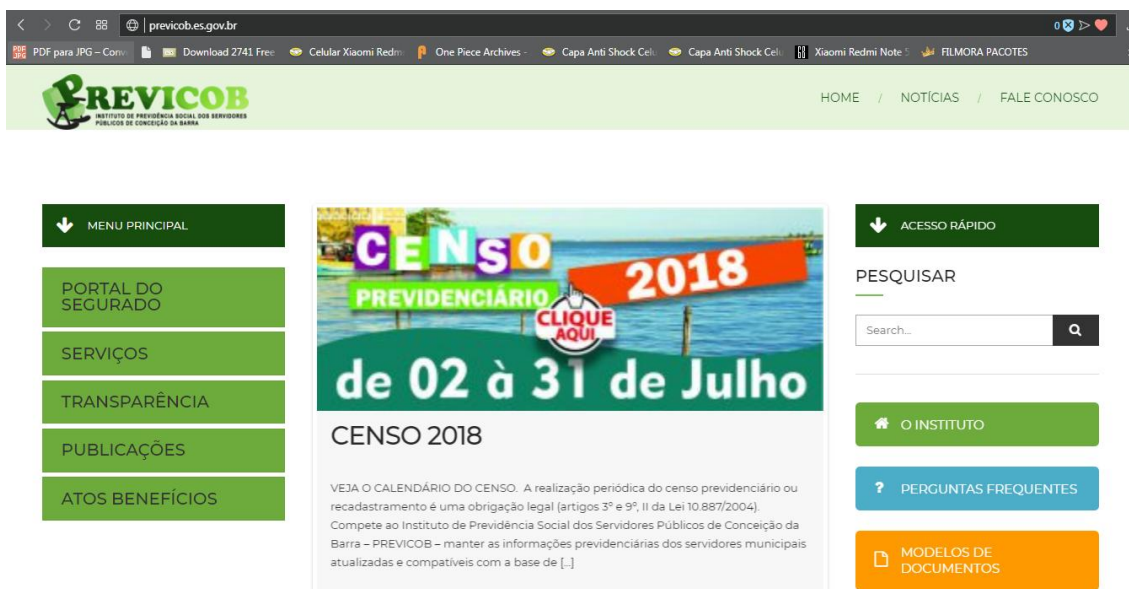 previcob.es.gov.br
0
PDF para JPG – Conv
Download 2741 Free
Celular Xiaomi Redm
One Piece Archives -
Capa Anti Shock Celu
Capa Anti Shock Celu
Xiaomi Redmi Note 5
FILMORA PACOTES
PREVICOB
INSTITUTO DE PREVIDÊNCIA SOCIAL DOS SERVIDORES
PÚBLICOS DE CONCEIÇÃO DA BARRA
HOME / NOTÍCIAS / FALE CONOSCO
MENU PRINCIPAL
PORTAL DO
SEGURADO
SERVIÇOS
TRANSPARÊNCIA
PUBLICAÇÕES
ATOS BENEFÍCIOS
CENSO
2018
PREVIDENCIÁRIO
CLIQUE
AQUI
de 02 à 31 de Julho
CENSO 2018
VEJA O CALENDÁRIO DO CENSO. A realização periódica do censo previdenciário ou
recadastramento é uma obrigação legal (artigos 3º e 9º, II da Lei 10.887/2004).
Compete ao Instituto de Previdência Social dos Servidores Públicos de Conceição da
Barra – PREVICOB – manter as informações previdenciárias dos servidores municipais
atualizadas e compatíveis com a base de [...]
ACESSO RÁPIDO
PESQUISAR
Search...
O INSTITUTO
PERGUNTAS FREQUENTES
MODELOS DE
DOCUMENTOS